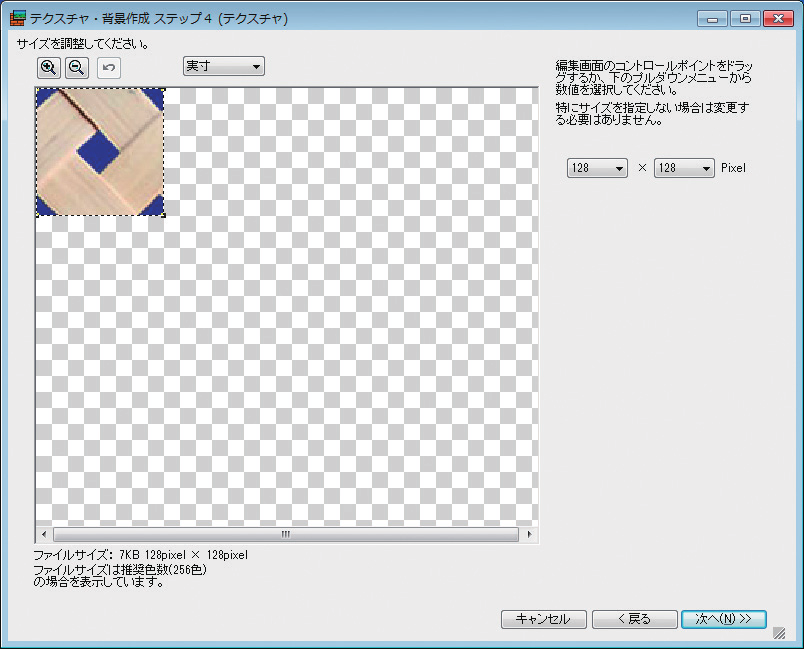 テクスチャ・背景作成 ステップ４ (テクスチャ)
サイズを調整してください。
実寸
編集画面のコントロールポイントをドラッ
グするか、下のプルダウンメニューから
数値を選択してください。
特にサイズを指定しない場合は変更す
る必要はありません。
128 × 128 Pixel
ファイルサイズ: 7KB 128pixel × 128pixel
ファイルサイズは推奨色数(256色)
の場合を表示しています。
キャンセル
< 戻る
次へ(N) >>